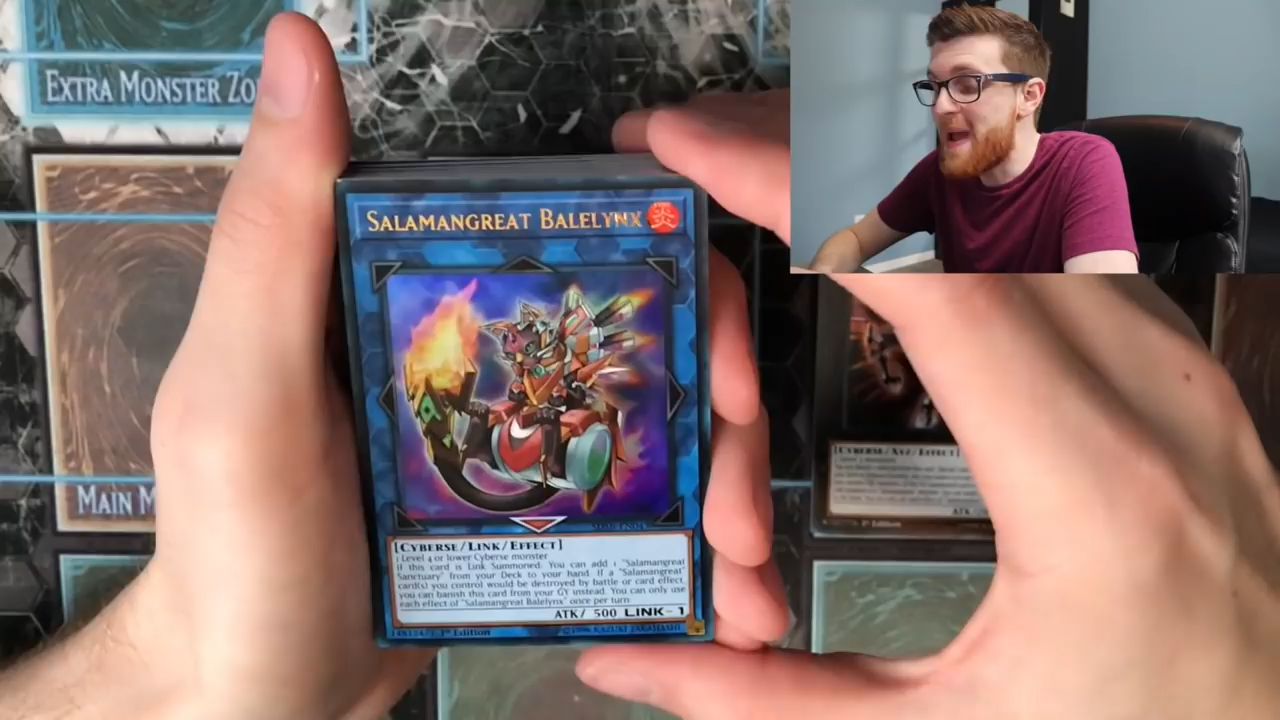 EXTRA MONSTER ZO
SALAMANGREAT BALELYNX
炎
[CYBERSE/LINK/EFFECT]
1 Level 4 or lower Cyberse monster
If this card is Link Summoned: You can add 1 "Salamangreat
Sanctuary" from your Deck to your hand. If a "Salamangreat"
card(s) you control would be destroyed by battle or card effect,
you can banish this card from your GY instead. You can only use
each effect of "Salamangreat Balelynx" once per turn.
ATK/ 500 LINK-1
1st Edition
©1996 KAZUKI TAKAHASHI
MAIN M
[CYBERSE/XYZ/EFFECT]
ATK/
1st Edition